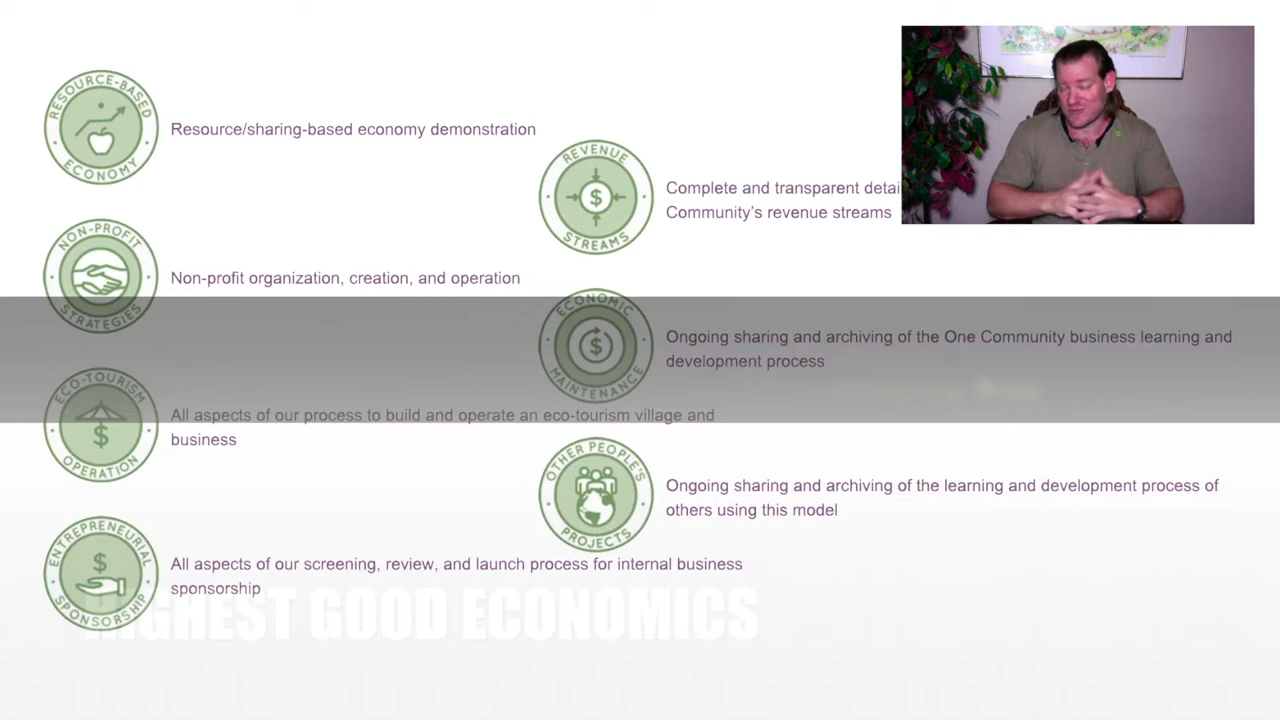 RESOURCE-BASED
ECONOMY
Resource/sharing-based economy demonstration
NON-PROFIT
STRATEGIES
Non-profit organization, creation, and operation
ECO-TOURISM
$
OPERATION
All aspects of our process to build and operate an eco-tourism village and
business
ENTREPRENEURIAL
$
SPONSORSHIP
All aspects of our screening, review, and launch process for internal business
sponsorship
REVENUE
$
STREAMS
Complete and transparent detai
Community's revenue streams
ECONOMIC
$
MAINTENANCE
Ongoing sharing and archiving of the One Community business learning and
development process
OTHER PEOPLE'S
PROJECTS
Ongoing sharing and archiving of the learning and development process of
others using this model
HIGHEST GOOD ECONOMICS